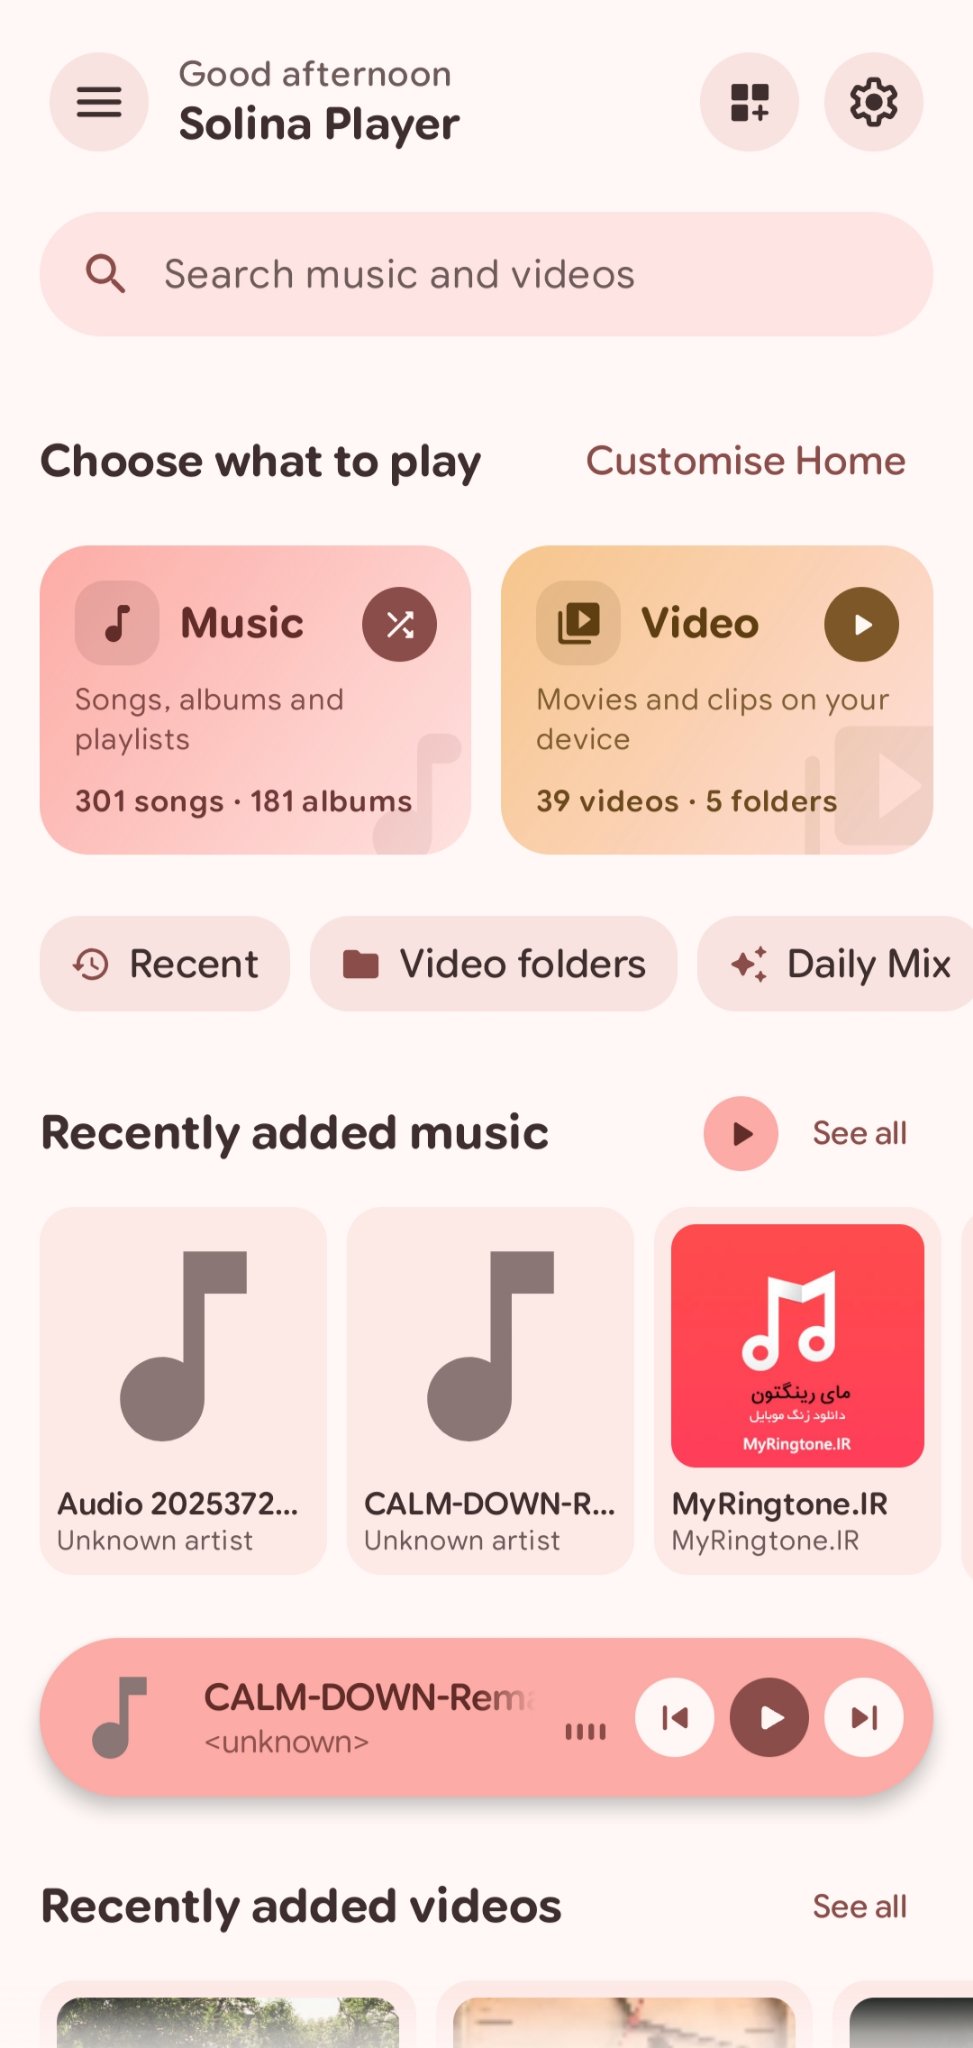 Good afternoon
Solina Player
Search music and videos
Choose what to play
Customise Home
Music
Songs, albums and
playlists
301 songs · 181 albums
Video
Movies and clips on your
device
39 videos · 5 folders
Recent
Video folders
Daily Mix
Recently added music
See all
مای رینگتون
دانلود زنگ موبایل
MyRingtone.IR
Audio 2025372...
Unknown artist
CALM-DOWN-R...
Unknown artist
MyRingtone.IR
MyRingtone.IR
CALM-DOWN-Rema
<unknown>
Recently added videos
See all